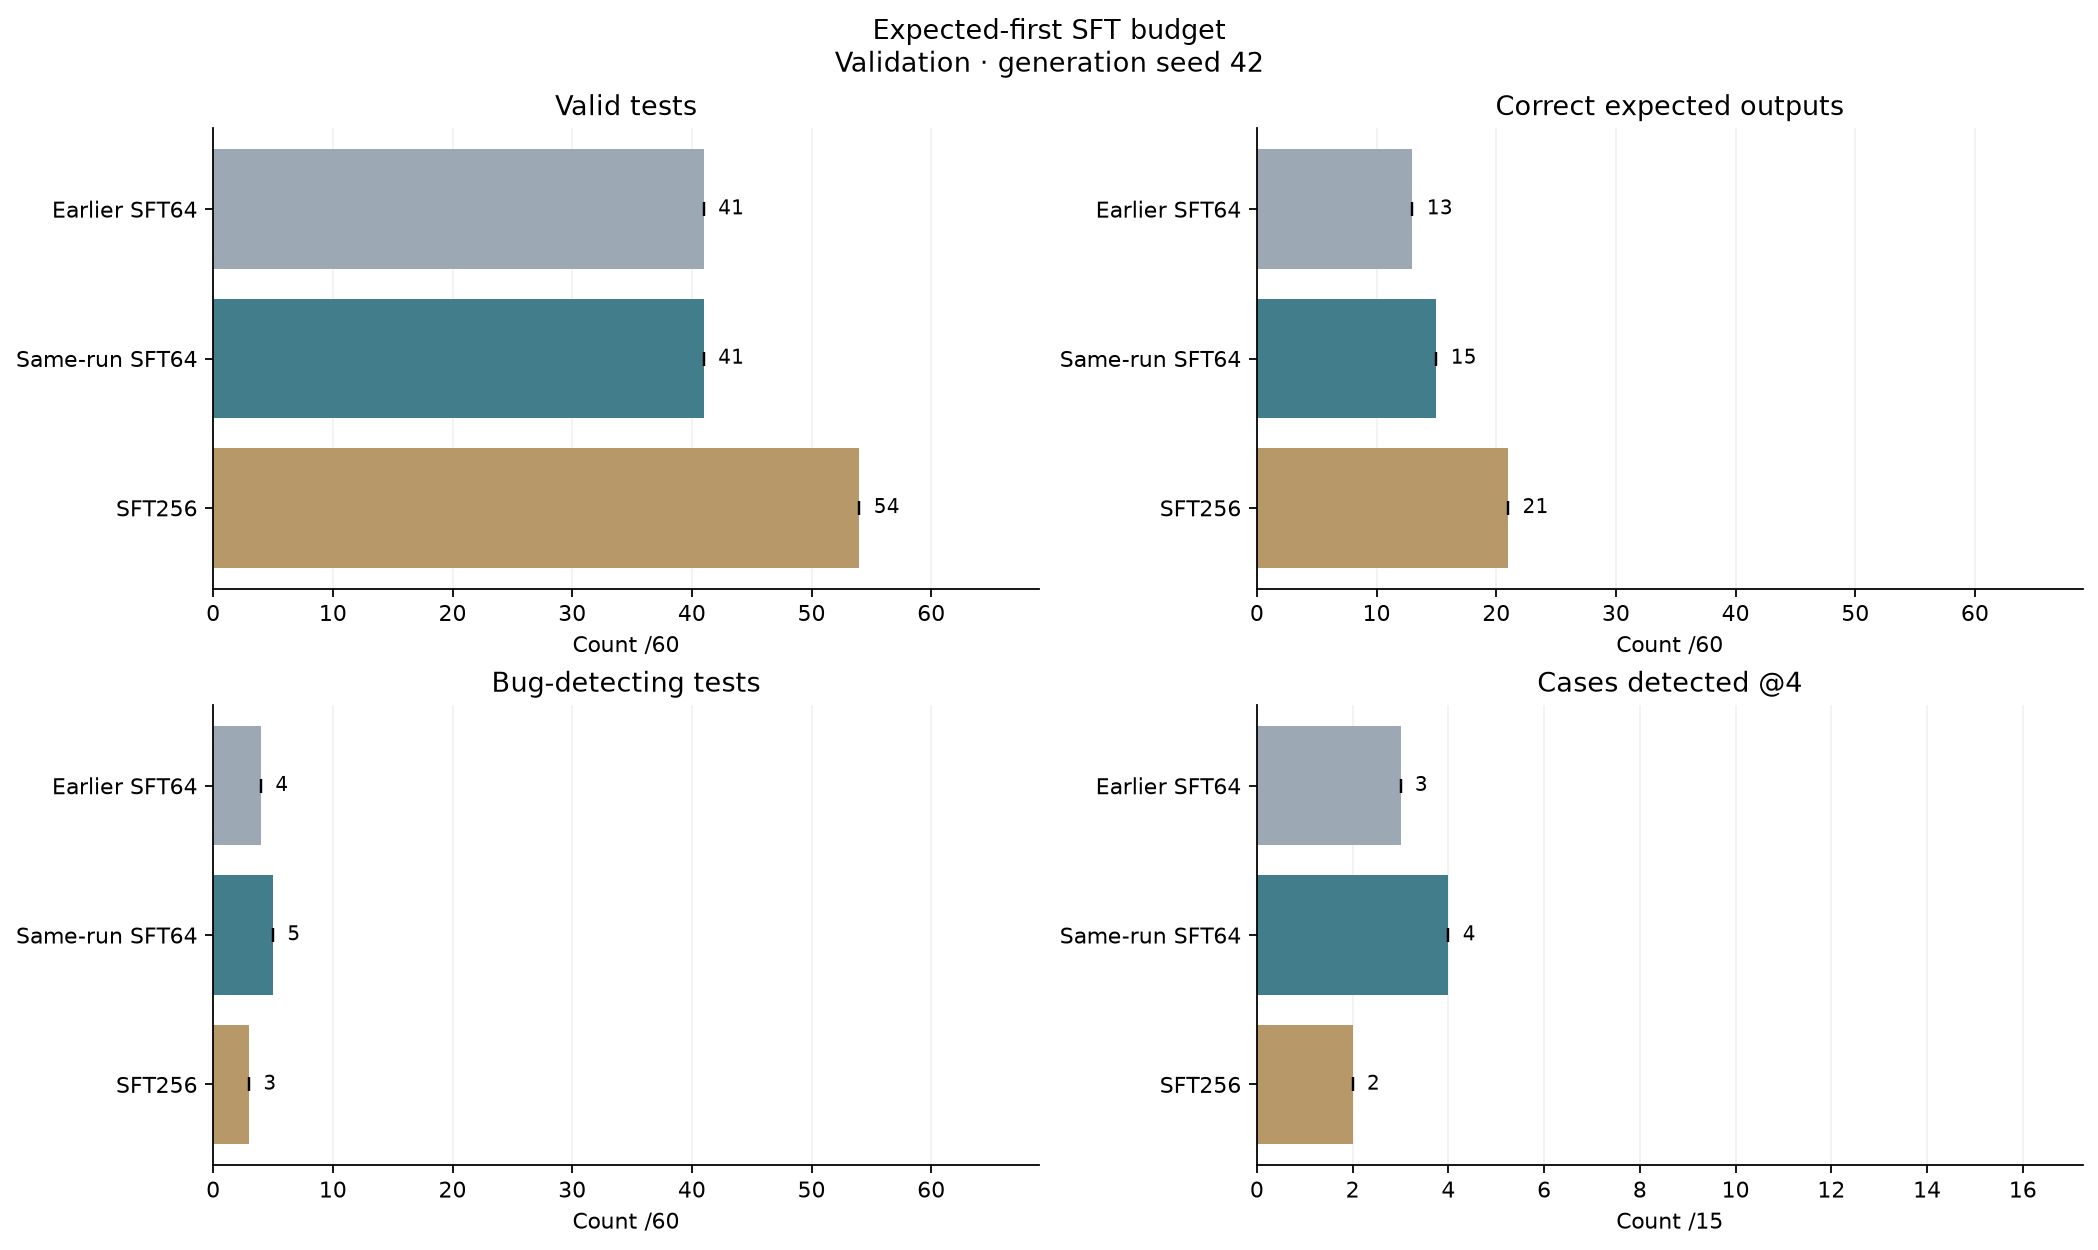 Expected-first SFT budget
Validation · generation seed 42
Valid tests
Earlier SFT64
41
Same-run SFT64
41
SFT256
54
0 10 20 30 40 50 60
Count /60
Correct expected outputs
Earlier SFT64
13
Same-run SFT64
15
SFT256
21
0 10 20 30 40 50 60
Count /60
Bug-detecting tests
Earlier SFT64
4
Same-run SFT64
5
SFT256
3
0 10 20 30 40 50 60
Count /60
Cases detected @4
Earlier SFT64
3
Same-run SFT64
4
SFT256
2
0 2 4 6 8 10 12 14 16
Count /15